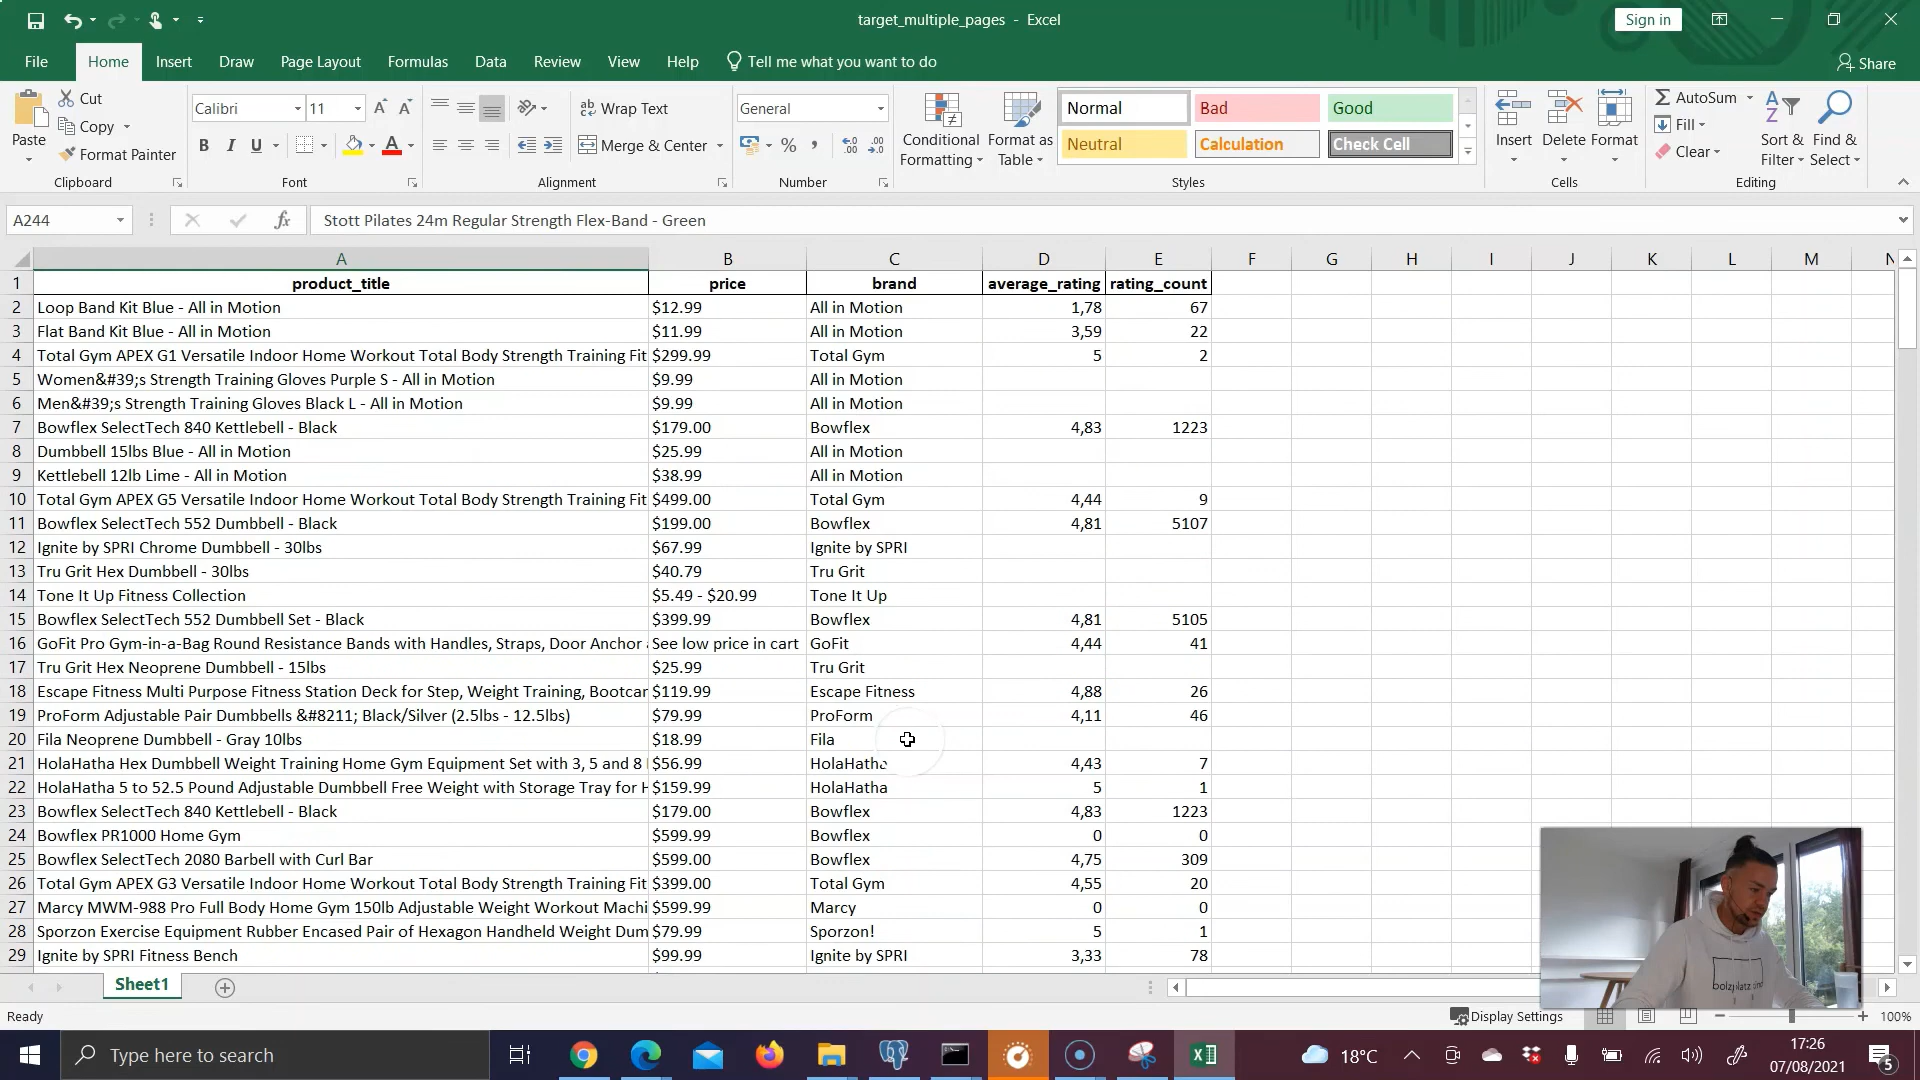 target_multiple_pages - Excel
Sign in
File Home Insert Draw Page Layout Formulas Data Review View Help Tell me what you want to do Share
Paste
Cut
Copy
Format Painter
Clipboard
Calibri 11
B I U
Font
Wrap Text
Merge & Center
Alignment
General
Number
Conditional Formatting
Format as Table
Normal Bad Good
Neutral Calculation Check Cell
Styles
Insert Delete Format
Cells
AutoSum
Fill
Clear
Sort & Filter
Find & Select
Editing
A244 fx Stott Pilates 24m Regular Strength Flex-Band - Green
A B C D E F G H I J K L M N
1 product_title price brand average_rating rating_count
2 Loop Band Kit Blue - All in Motion $12.99 All in Motion 1,78 67
3 Flat Band Kit Blue - All in Motion $11.99 All in Motion 3,59 22
4 Total Gym APEX G1 Versatile Indoor Home Workout Total Body Strength Training Fit $299.99 Total Gym 5 2
5 Women&#39;s Strength Training Gloves Purple S - All in Motion $9.99 All in Motion
6 Men&#39;s Strength Training Gloves Black L - All in Motion $9.99 All in Motion
7 Bowflex SelectTech 840 Kettlebell - Black $179.00 Bowflex 4,83 1223
8 Dumbbell 15lbs Blue - All in Motion $25.99 All in Motion
9 Kettlebell 12lb Lime - All in Motion $38.99 All in Motion
10 Total Gym APEX G5 Versatile Indoor Home Workout Total Body Strength Training Fit $499.00 Total Gym 4,44 9
11 Bowflex SelectTech 552 Dumbbell - Black $199.00 Bowflex 4,81 5107
12 Ignite by SPRI Chrome Dumbbell - 30lbs $67.99 Ignite by SPRI
13 Tru Grit Hex Dumbbell - 30lbs $40.79 Tru Grit
14 Tone It Up Fitness Collection $5.49 - $20.99 Tone It Up
15 Bowflex SelectTech 552 Dumbbell Set - Black $399.99 Bowflex 4,81 5105
16 GoFit Pro Gym-in-a-Bag Round Resistance Bands with Handles, Straps, Door Anchor See low price in cart GoFit 4,44 41
17 Tru Grit Hex Neoprene Dumbbell - 15lbs $25.99 Tru Grit
18 Escape Fitness Multi Purpose Fitness Station Deck for Step, Weight Training, Bootcar $119.99 Escape Fitness 4,88 26
19 ProForm Adjustable Pair Dumbbells &#8211; Black/Silver (2.5lbs - 12.5lbs) $79.99 ProForm 4,11 46
20 Fila Neoprene Dumbbell - Gray 10lbs $18.99 Fila
21 HolaHatha Hex Dumbbell Weight Training Home Gym Equipment Set with 3, 5 and 8 $56.99 HolaHatha 4,43 7
22 HolaHatha 5 to 52.5 Pound Adjustable Dumbbell Free Weight with Storage Tray for $159.99 HolaHatha 5 1
23 Bowflex SelectTech 840 Kettlebell - Black $179.00 Bowflex 4,83 1223
24 Bowflex PR1000 Home Gym $599.99 Bowflex 0 0
25 Bowflex SelectTech 2080 Barbell with Curl Bar $599.00 Bowflex 4,75 309
26 Total Gym APEX G3 Versatile Indoor Home Workout Total Body Strength Training Fit $399.00 Total Gym 4,55 20
27 Marcy MWM-988 Pro Full Body Home Gym 150lb Adjustable Weight Workout Machi $599.99 Marcy 0 0
28 Sporzon Exercise Equipment Rubber Encased Pair of Hexagon Handheld Weight Dum $79.99 Sporzon! 5 1
29 Ignite by SPRI Fitness Bench $99.99 Ignite by SPRI 3,33 78
Sheet1
Ready Display Settings 100%
Type here to search 18°C 17:26
07/08/2021 5